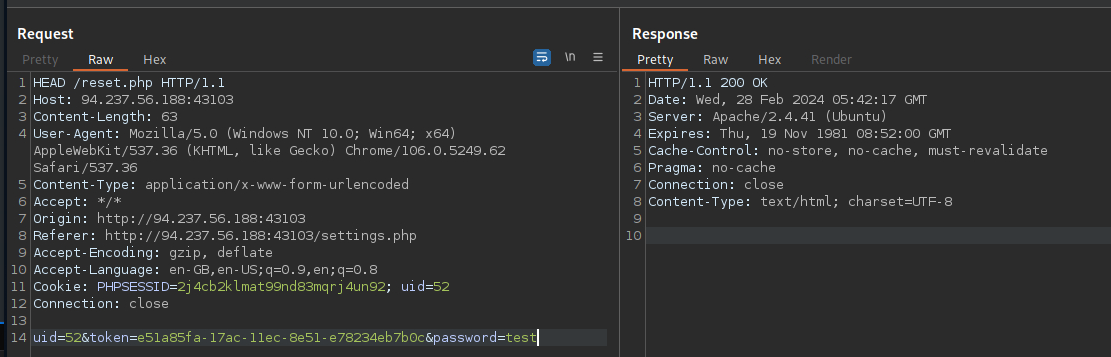 Request
Pretty Raw Hex \n
1 HEAD /reset.php HTTP/1.1
2 Host: 94.237.56.188:43103
3 Content-Length: 63
4 User-Agent: Mozilla/5.0 (Windows NT 10.0; Win64; x64)
AppleWebKit/537.36 (KHTML, like Gecko) Chrome/106.0.5249.62
Safari/537.36
5 Content-Type: application/x-www-form-urlencoded
6 Accept: */*
7 Origin: http://94.237.56.188:43103
8 Referer: http://94.237.56.188:43103/settings.php
9 Accept-Encoding: gzip, deflate
10 Accept-Language: en-GB,en-US;q=0.9,en;q=0.8
11 Cookie: PHPSESSID=2j4cb2klmat99nd83mqrj4un92; uid=52
12 Connection: close
13
14 uid=52&token=e51a85fa-17ac-11ec-8e51-e78234eb7b0c&password=test
Response
Pretty Raw Hex Render
1 HTTP/1.1 200 OK
2 Date: Wed, 28 Feb 2024 05:42:17 GMT
3 Server: Apache/2.4.41 (Ubuntu)
4 Expires: Thu, 19 Nov 1981 08:52:00 GMT
5 Cache-Control: no-store, no-cache, must-revalidate
6 Pragma: no-cache
7 Connection: close
8 Content-Type: text/html; charset=UTF-8
9
10